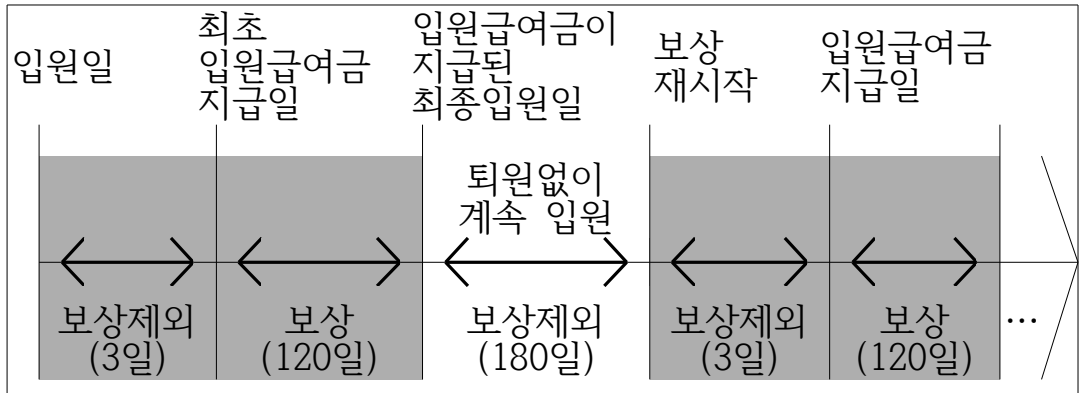 입원일
최초
입원급여금
지급일
입원급여금이
지급된
최종입원일
보상
재시작
입원급여금
지급일
퇴원없이
계속 입원
보상제외
(3일)
보상
(120일)
보상제외
(180일)
보상제외
(3일)
보상
(120일)
…